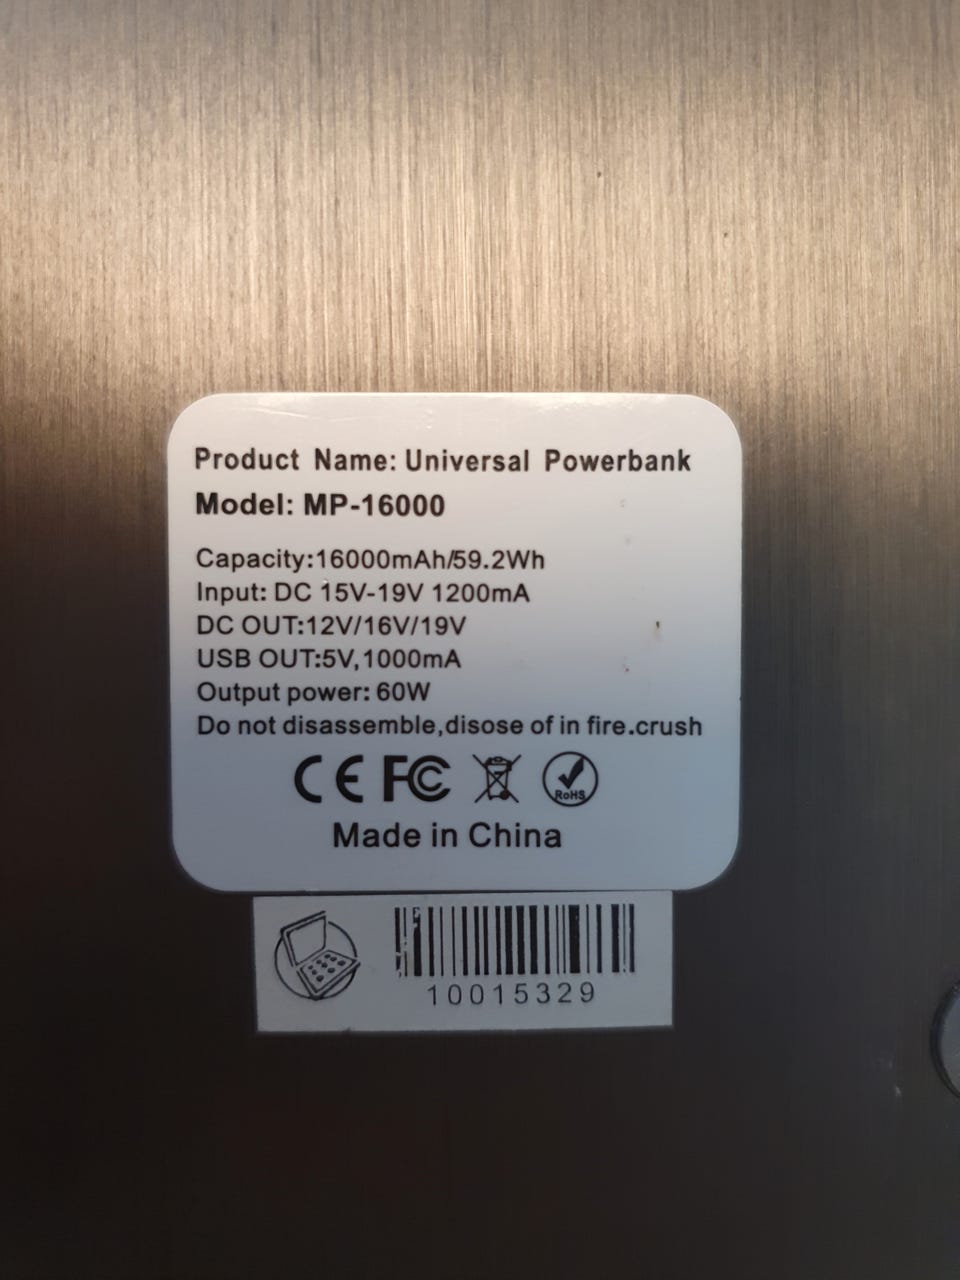 Product Name: Universal Powerbank
Model: MP-16000
Capacity:16000mAh/59.2Wh
Input: DC 15V-19V 1200mA
DC OUT:12V/16V/19V
USB OUT:5V,1000mA
Output power: 60W
Do not disassemble,disose of in fire.crush
CE FC RoHS
Made in China
10015329